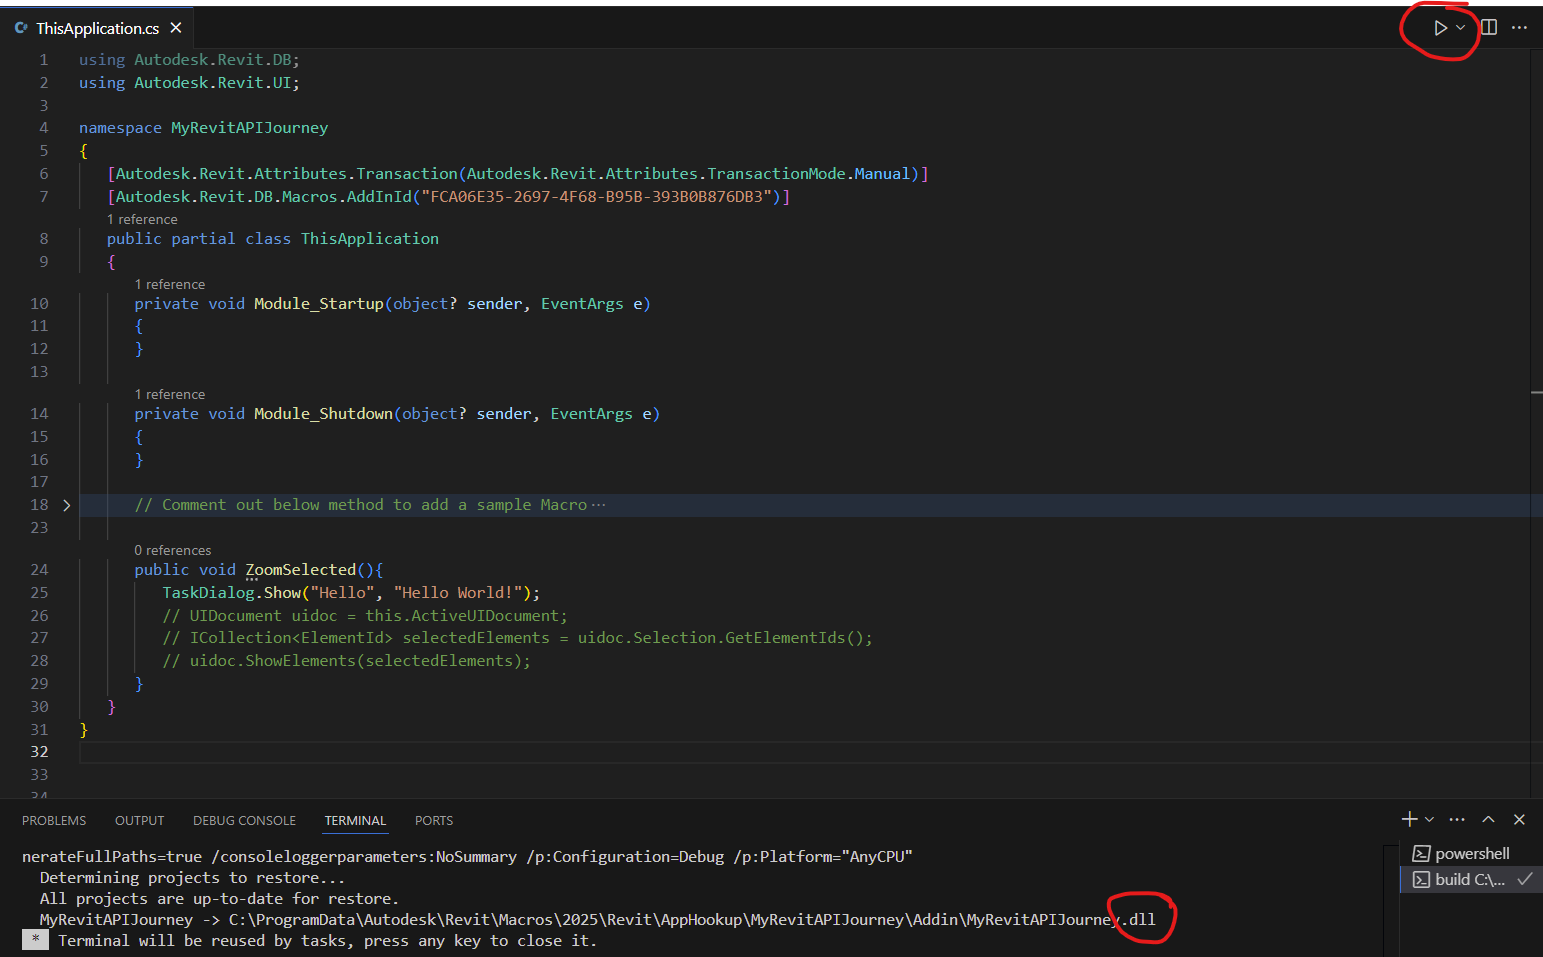 ThisApplication.cs
1 using Autodesk.Revit.DB;
2 using Autodesk.Revit.UI;
3
4 namespace MyRevitAPIJourney
5 {
6 [Autodesk.Revit.Attributes.Transaction(Autodesk.Revit.Attributes.TransactionMode.Manual)]
7 [Autodesk.Revit.DB.Macros.AddInId("FCA06E35-2697-4F68-B95B-393B0B876DB3")]
1 reference
8 public partial class ThisApplication
9 {
1 reference
10 private void Module_Startup(object? sender, EventArgs e)
11 {
12 }
13
1 reference
14 private void Module_Shutdown(object? sender, EventArgs e)
15 {
16 }
17
18 // Comment out below method to add a sample Macro ···
23
0 references
24 public void ZoomSelected(){
25 TaskDialog.Show("Hello", "Hello World!");
26 // UIDocument uidoc = this.ActiveUIDocument;
27 // ICollection<ElementId> selectedElements = uidoc.Selection.GetElementIds();
28 // uidoc.ShowElements(selectedElements);
29 }
30 }
31 }
32
33
34
PROBLEMS OUTPUT DEBUG CONSOLE TERMINAL PORTS
nerateFullPaths=true /consoleloggerparameters:NoSummary /p:Configuration=Debug /p:Platform="AnyCPU"
Determining projects to restore...
All projects are up-to-date for restore.
MyRevitAPIJourney -> C:\ProgramData\Autodesk\Revit\Macros\2025\Revit\AppHookup\MyRevitAPIJourney\Addin\MyRevitAPIJourney.dll
* Terminal will be reused by tasks, press any key to close it.
powershell
build C:\...